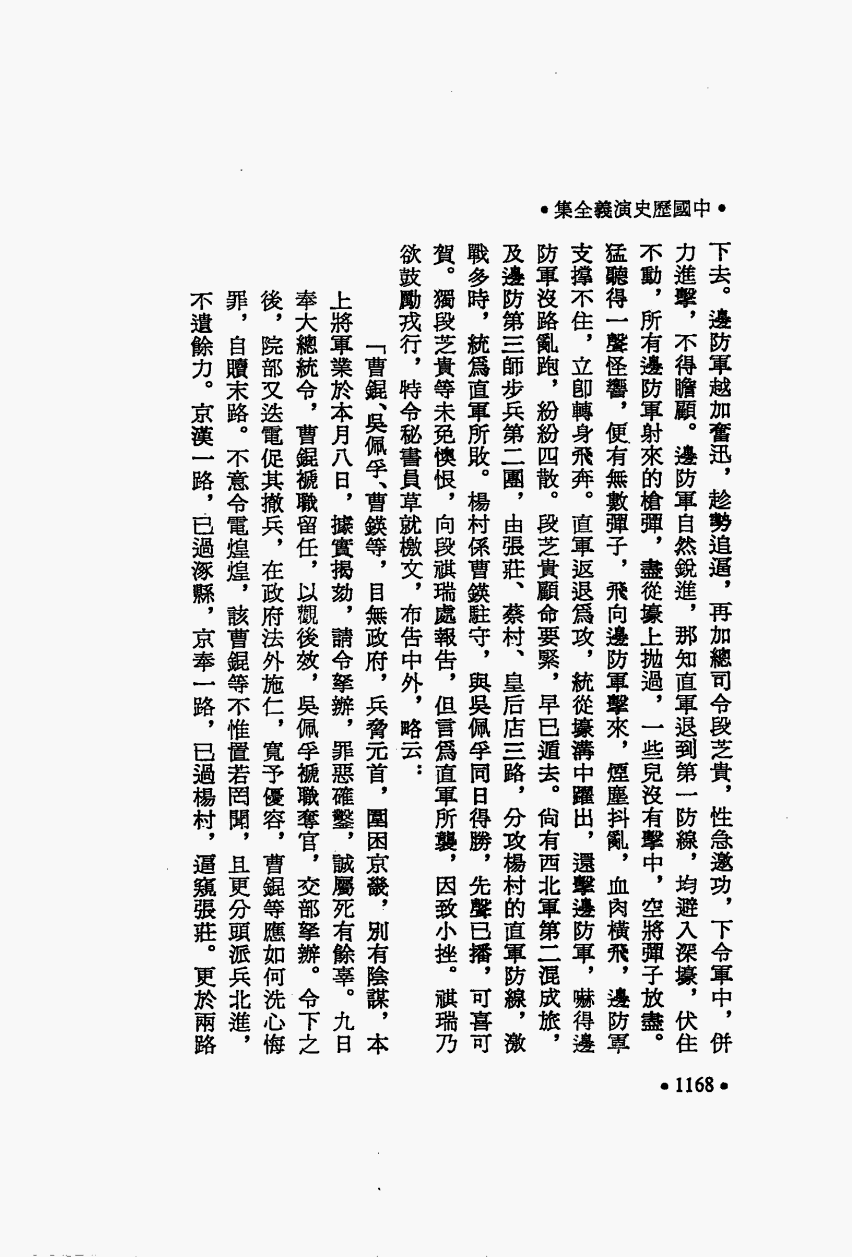 •中國歷史演義全集•
下去。邊防軍越加奮迅，趁勢追逼，再加總司令段芝貴，性急邀功，下令軍中，併
力進擊，不得瞻顧。邊防軍自然銳進，那知直軍退到第一防線，均避入深壕，伏住
不動，所有邊防軍射來的槍彈，盡從壕上拋過，一些兒沒有擊中，空將彈子放盡。
猛聽得一聲怪響，便有無數彈子，飛向邊防軍擊來，煙塵抖亂，血肉橫飛，邊防軍
支撐不住，立卽轉身飛奔。直軍返退爲攻，統從壕溝中躍出，還擊邊防軍，嚇得邊
防軍沒路亂跑，紛紛四散。段芝貴顧命要緊，早已遁去。尙有西北軍第二混成旅，
及邊防第三師步兵第二團，由張莊、蔡村、皇后店三路，分攻楊村的直軍防線，激
戰多時，統爲直軍所敗。楊村係曹鍈駐守，與吳佩孚同日得勝，先聲已播，可喜可
賀。獨段芝貴等未免懊恨，向段祺瑞處報告，但言爲直軍所襲，因致小挫。祺瑞乃
欲鼓勵戎行，特令秘書員草就檄文，布告中外，略云：
「曹錕、吳佩孚、曹鍈等，目無政府，兵脅元首，圍困京畿，別有陰謀，本
上將軍業於本月八日，據實揭劾，請令拏辦，罪惡確鑿，誠屬死有餘辜。九日
奉大總統令，曹錕褫職留任，以觀後效，吳佩孚褫職奪官，交部拏辦。令下之
後，院部又迭電促其撤兵，在政府法外施仁，寬予優容，曹錕等應如何洗心悔
罪，自贖末路。不意令電煌煌，該曹錕等不惟置若罔聞，且更分頭派兵北進，
不遺餘力。京漢一路，已過涿縣，京奉一路，已過楊村，逼窺張莊。更於兩路
•1168•